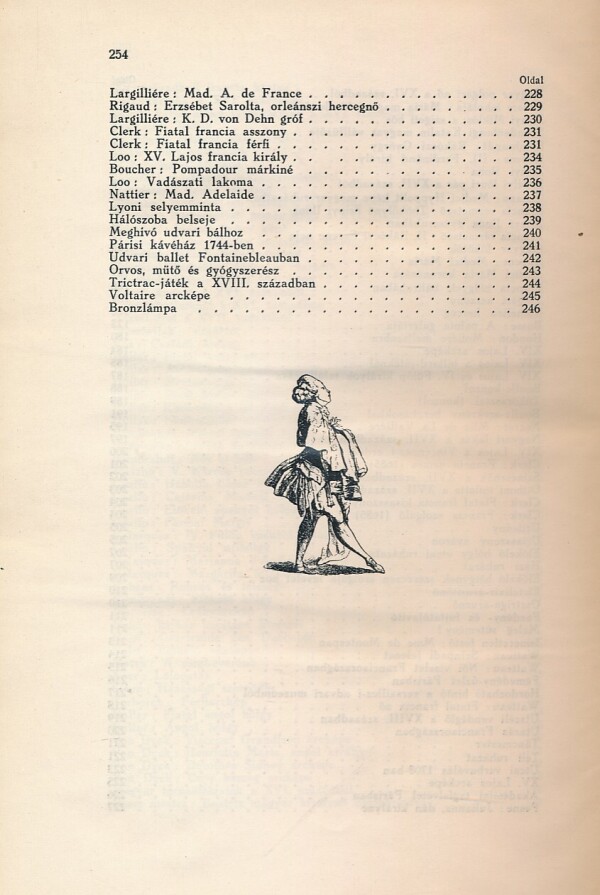 254
Oldal
Largilliére : Mad. A. de France . . . . . . . . . . . . . . 228
Rigaud : Erzsébet Sarolta, orleánszi hercegnő . . . . . . . . . 229
Largilliére : K. D. von Dehn gróf . . . . . . . . . . . . . . 230
Clerk : Fiatal francia asszony . . . . . . . . . . . . . . 231
Clerk : Fiatal francia férfi . . . . . . . . . . . . . . 231
Loo : XV. Lajos francia király . . . . . . . . . . . . . . 234
Boucher : Pompadour márkiné . . . . . . . . . . . . . . 235
Loo : Vadászati lakoma . . . . . . . . . . . . . . . . 236
Nattier : Mad. Adelaide . . . . . . . . . . . . . . . . 237
Lyoni selyemminta . . . . . . . . . . . . . . . . . 238
Hálószoba belseje . . . . . . . . . . . . . . . . . 239
Meghivó udvari bálhoz . . . . . . . . . . . . . . . . 240
Párisi kávéház 1744-ben . . . . . . . . . . . . . . . . 241
Udvari ballet Fontainebleauban . . . . . . . . . . . . . 242
Orvos, mütő és gyógyszerész . . . . . . . . . . . . . . 243
Trictrac-játék a XVIII. században . . . . . . . . . . . . 244
Voltaire arcképe . . . . . . . . . . . . . . . . . 245
Bronzlámpa . . . . . . . . . . . . . . . . . . . 246